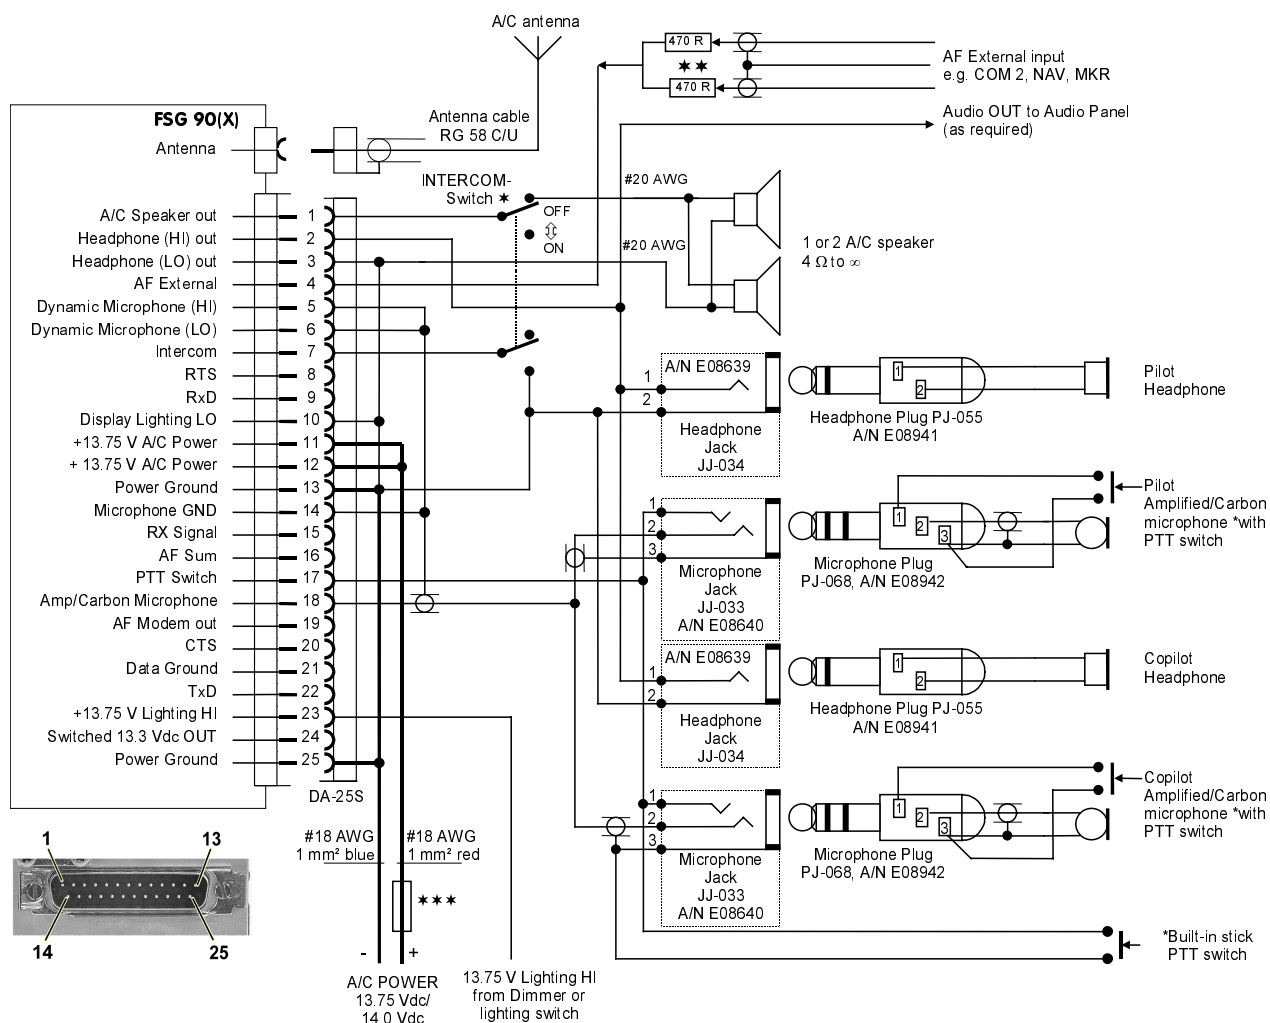 A/C antenna
470 R
★ ★
470 R
AF External input
e.g. COM 2, NAV, MKR
FSG 90(X)
Antenna
Antenna cable
RG 58 C/U
Audio OUT to Audio Panel
(as required)
INTERCOM-
Switch ★
OFF
ON
#20 AWG
#20 AWG
1 or 2 A/C speaker
4 Ω to ∞
A/C Speaker out 1
Headphone (HI) out 2
Headphone (LO) out 3
AF External 4
Dynamic Microphone (HI) 5
Dynamic Microphone (LO) 6
Intercom 7
RTS 8
RxD 9
Display Lighting LO 10
+13.75 V A/C Power 11
+ 13.75 V A/C Power 12
Power Ground 13
Microphone GND 14
RX Signal 15
AF Sum 16
PTT Switch 17
Amp/Carbon Microphone 18
AF Modem out 19
CTS 20
Data Ground 21
TxD 22
+13.75 V Lighting HI 23
Switched 13.3 Vdc OUT 24
Power Ground 25
DA-25S
A/N E08639
1
2
Headphone
Jack
JJ-034
1
2
Headphone Plug PJ-055
A/N E08941
Pilot
Headphone
1
2
3
Microphone
Jack
JJ-033
A/N E08640
1
2
3
Microphone Plug
PJ-068, A/N E08942
Pilot
Amplified/Carbon
microphone *with
PTT switch
A/N E08639
1
2
Headphone
Jack
JJ-034
1
2
Headphone Plug PJ-055
A/N E08941
Copilot
Headphone
1
2
3
Microphone
Jack
JJ-033
A/N E08640
1
2
3
Microphone Plug
PJ-068, A/N E08942
Copilot
Amplified/Carbon
microphone *with
PTT switch
*Built-in stick
PTT switch
#18 AWG
1 mm² blue
#18 AWG
1 mm² red
★★★
- +
A/C POWER
13.75 Vdc/
14.0 Vdc
13.75 V Lighting HI
from Dimmer or
lighting switch
1 13
14 25